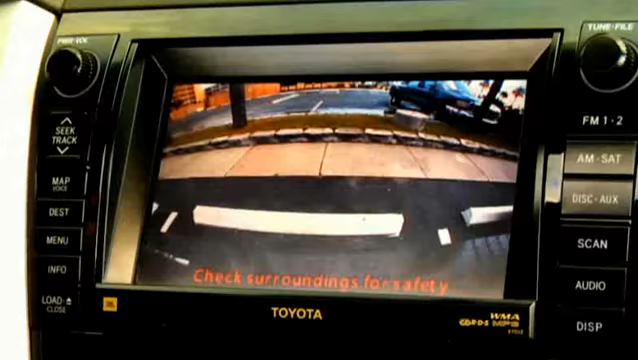 PWR·VOL
SEEK
TRACK
MAP
VOICE
DEST
MENU
INFO
LOAD
CLOSE
Check surroundings for safety
JBL
TOYOTA
WMA
MP3
TUNE·FILE
FM 1·2
AM·SAT
DISC·AUX
SCAN
AUDIO
DISP